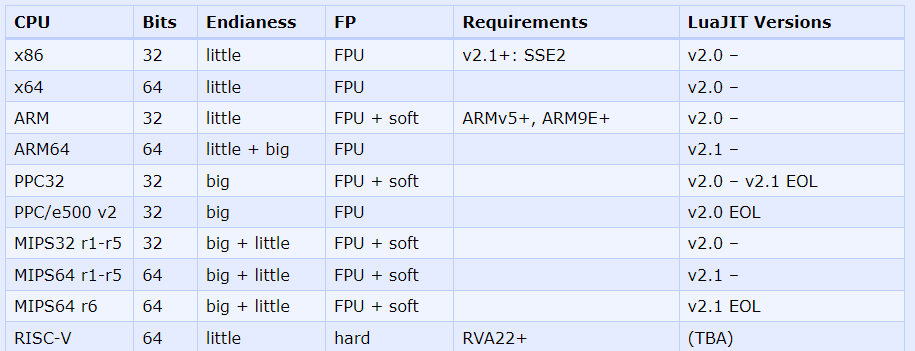 CPU Bits Endianess FP Requirements LuaJIT Versions
x86 32 little FPU v2.1+: SSE2 v2.0 –
x64 64 little FPU v2.0 –
ARM 32 little FPU + soft ARMv5+, ARM9E+ v2.0 –
ARM64 64 little + big FPU v2.1 –
PPC32 32 big FPU + soft v2.0 – v2.1 EOL
PPC/e500 v2 32 big FPU v2.0 EOL
MIPS32 r1-r5 32 big + little FPU + soft v2.0 –
MIPS64 r1-r5 64 big + little FPU + soft v2.1 –
MIPS64 r6 64 big + little FPU + soft v2.1 EOL
RISC-V 64 little hard RVA22+ (TBA)